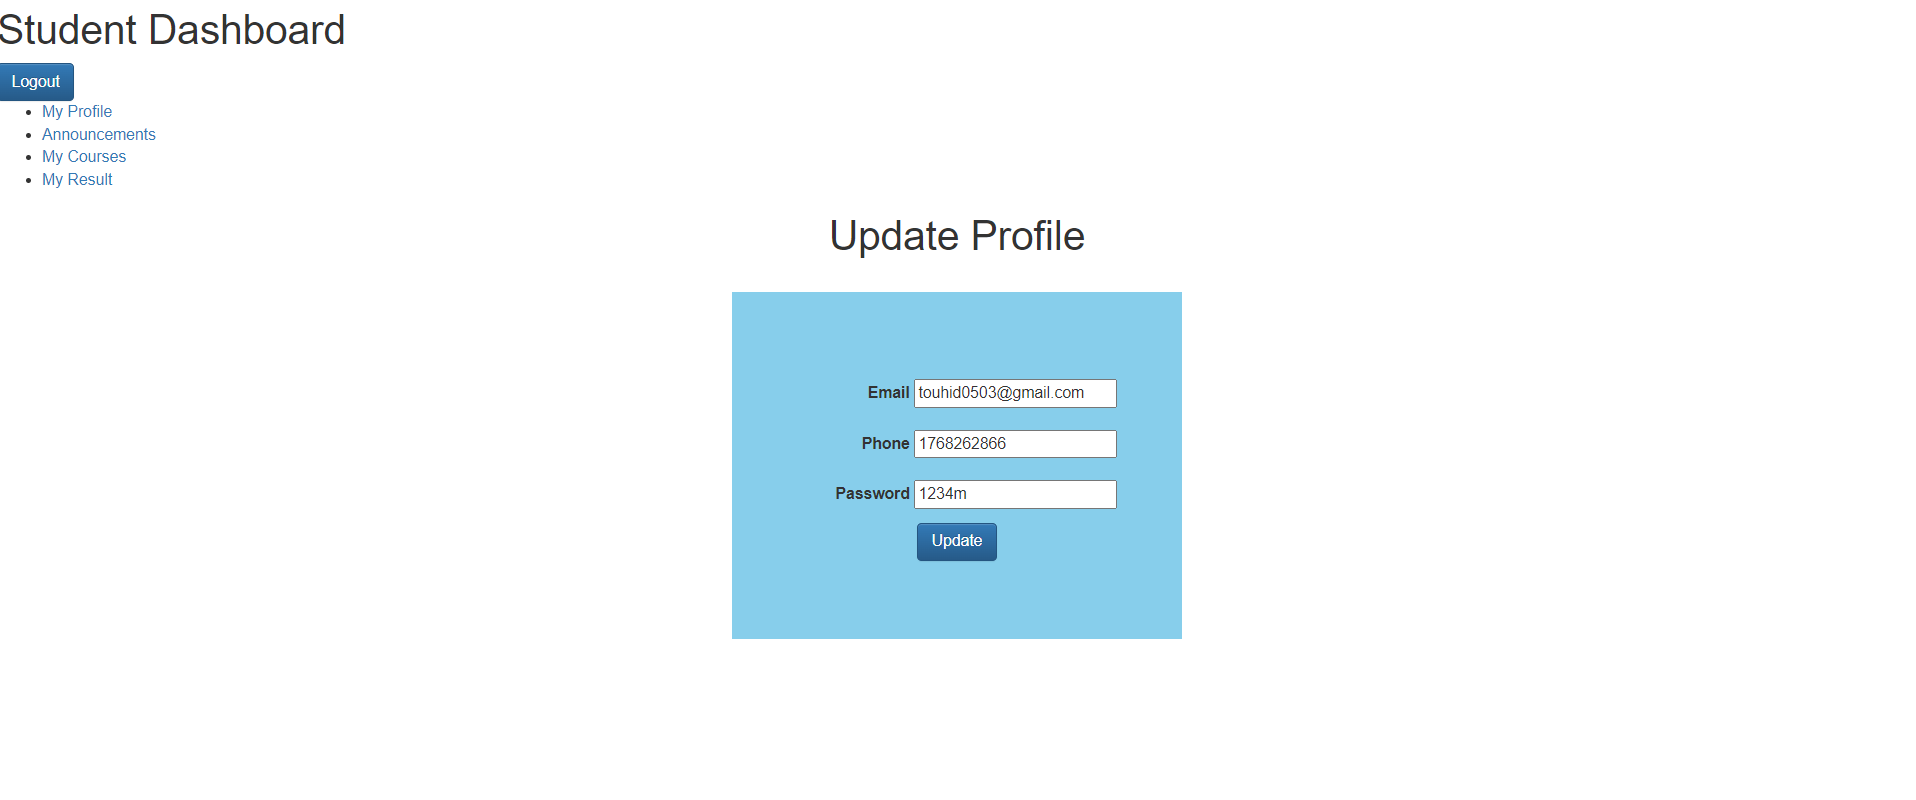 Student Dashboard
Logout
My Profile
Announcements
My Courses
My Result
Update Profile
Email touhid0503@gmail.com
Phone 1768262866
Password 1234m
Update